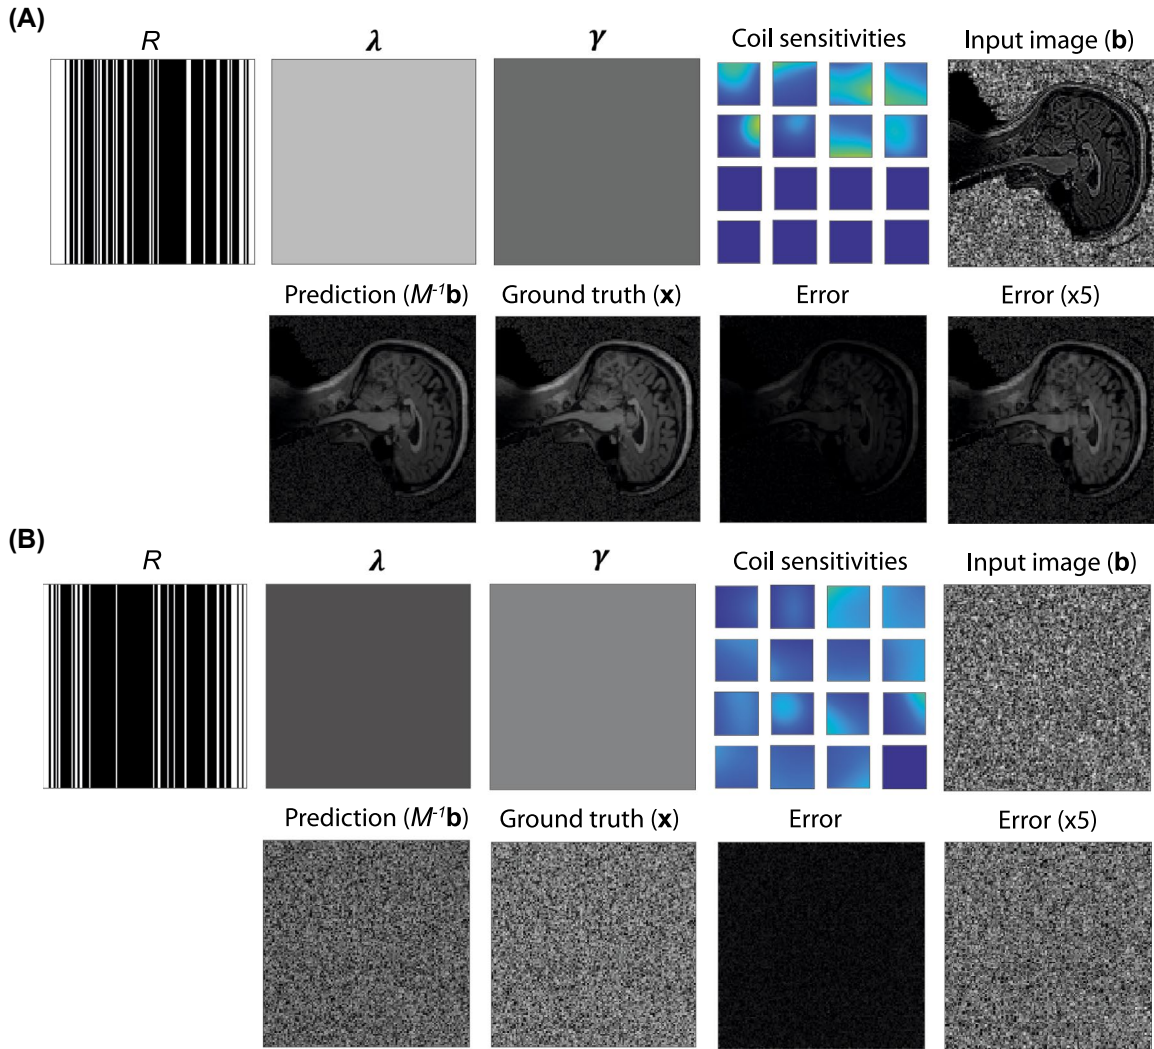 (A)
R λ γ Coil sensitivities Input image (b)
Prediction (M⁻¹b) Ground truth (x) Error Error (x5)
(B)
R λ γ Coil sensitivities Input image (b)
Prediction (M⁻¹b) Ground truth (x) Error Error (x5)